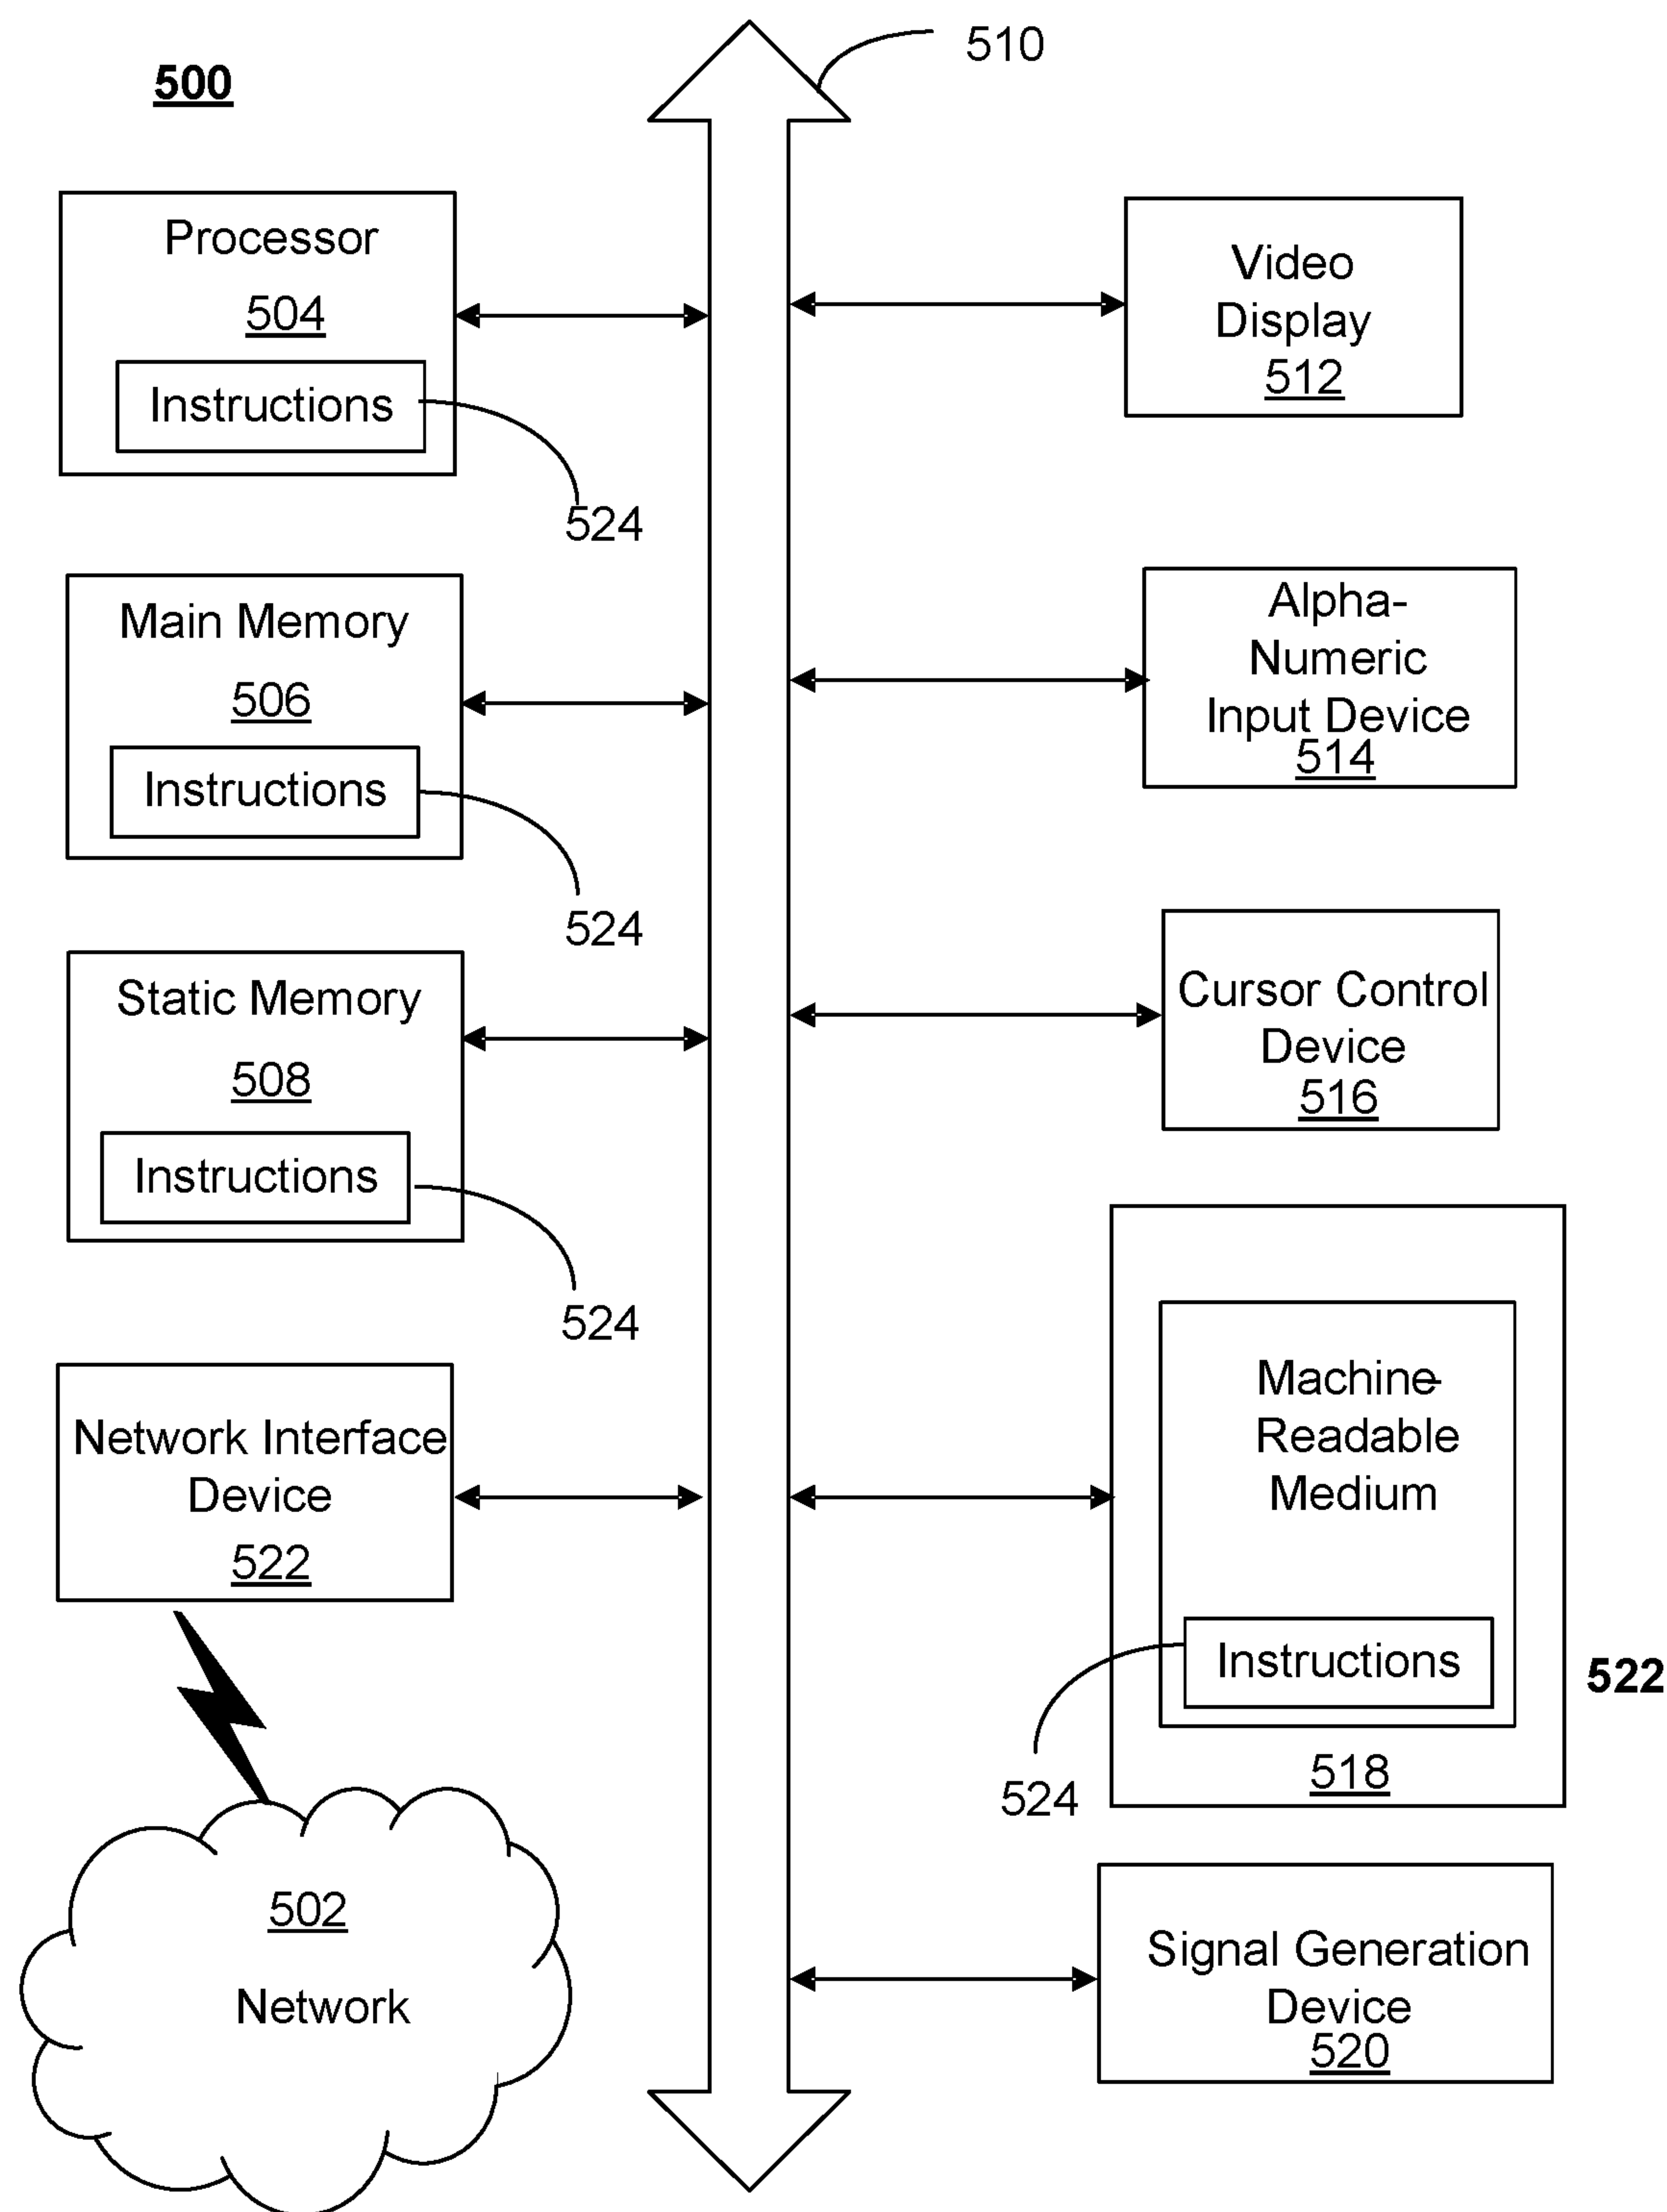 500
510
Processor
504
Instructions
524
Main Memory
506
Instructions
524
Static Memory
508
Instructions
524
Network Interface
Device
522
502
Network
Video
Display
512
Alpha-
Numeric
Input Device
514
Cursor Control
Device
516
Machine-
Readable
Medium
Instructions
522
524
518
Signal Generation
Device
520